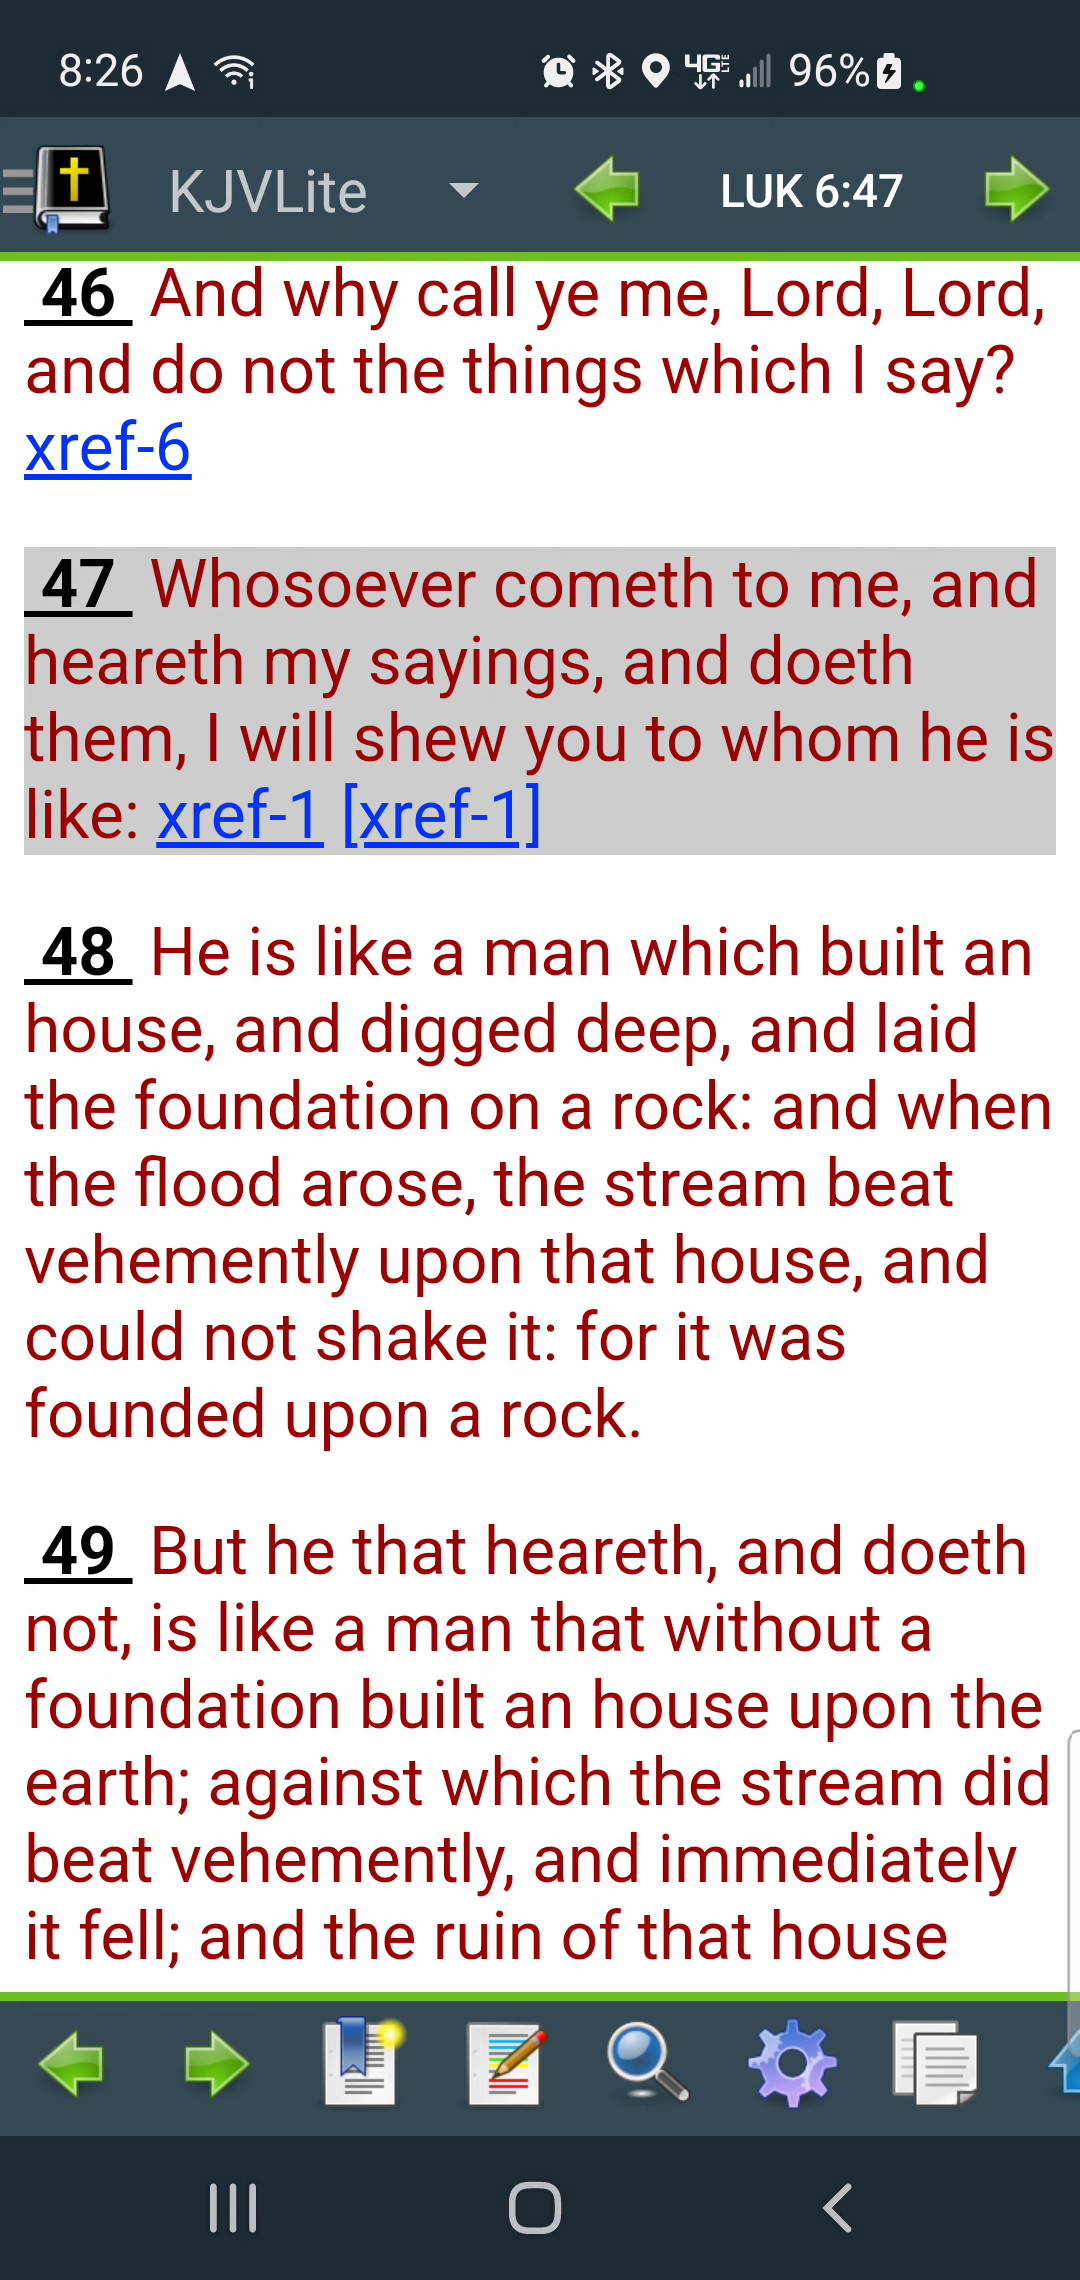 8:26 4G LTE 96%
KJVLite LUK 6:47
46 And why call ye me, Lord, Lord,
and do not the things which I say?
xref-6
47 Whosoever cometh to me, and
heareth my sayings, and doeth
them, I will shew you to whom he is
like: xref-1 [xref-1]
48 He is like a man which built an
house, and digged deep, and laid
the foundation on a rock: and when
the flood arose, the stream beat
vehemently upon that house, and
could not shake it: for it was
founded upon a rock.
49 But he that heareth, and doeth
not, is like a man that without a
foundation built an house upon the
earth; against which the stream did
beat vehemently, and immediately
it fell; and the ruin of that house